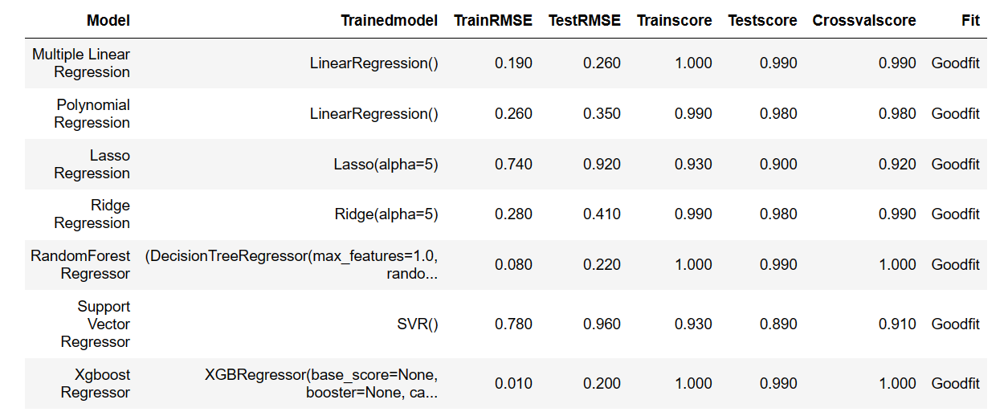 Model Trainedmodel TrainRMSE TestRMSE Trainscore Testscore Crossvalscore Fit
Multiple Linear
Regression LinearRegression() 0.190 0.260 1.000 0.990 0.990 Goodfit
Polynomial
Regression LinearRegression() 0.260 0.350 0.990 0.980 0.980 Goodfit
Lasso
Regression Lasso(alpha=5) 0.740 0.920 0.930 0.900 0.920 Goodfit
Ridge
Regression Ridge(alpha=5) 0.280 0.410 0.990 0.980 0.990 Goodfit
RandomForest (DecisionTreeRegressor(max_features=1.0,
Regressor rando... 0.080 0.220 1.000 0.990 1.000 Goodfit
Support
Vector
Regressor SVR() 0.780 0.960 0.930 0.890 0.910 Goodfit
Xgboost XGBRegressor(base_score=None,
Regressor booster=None, ca... 0.010 0.200 1.000 0.990 1.000 Goodfit